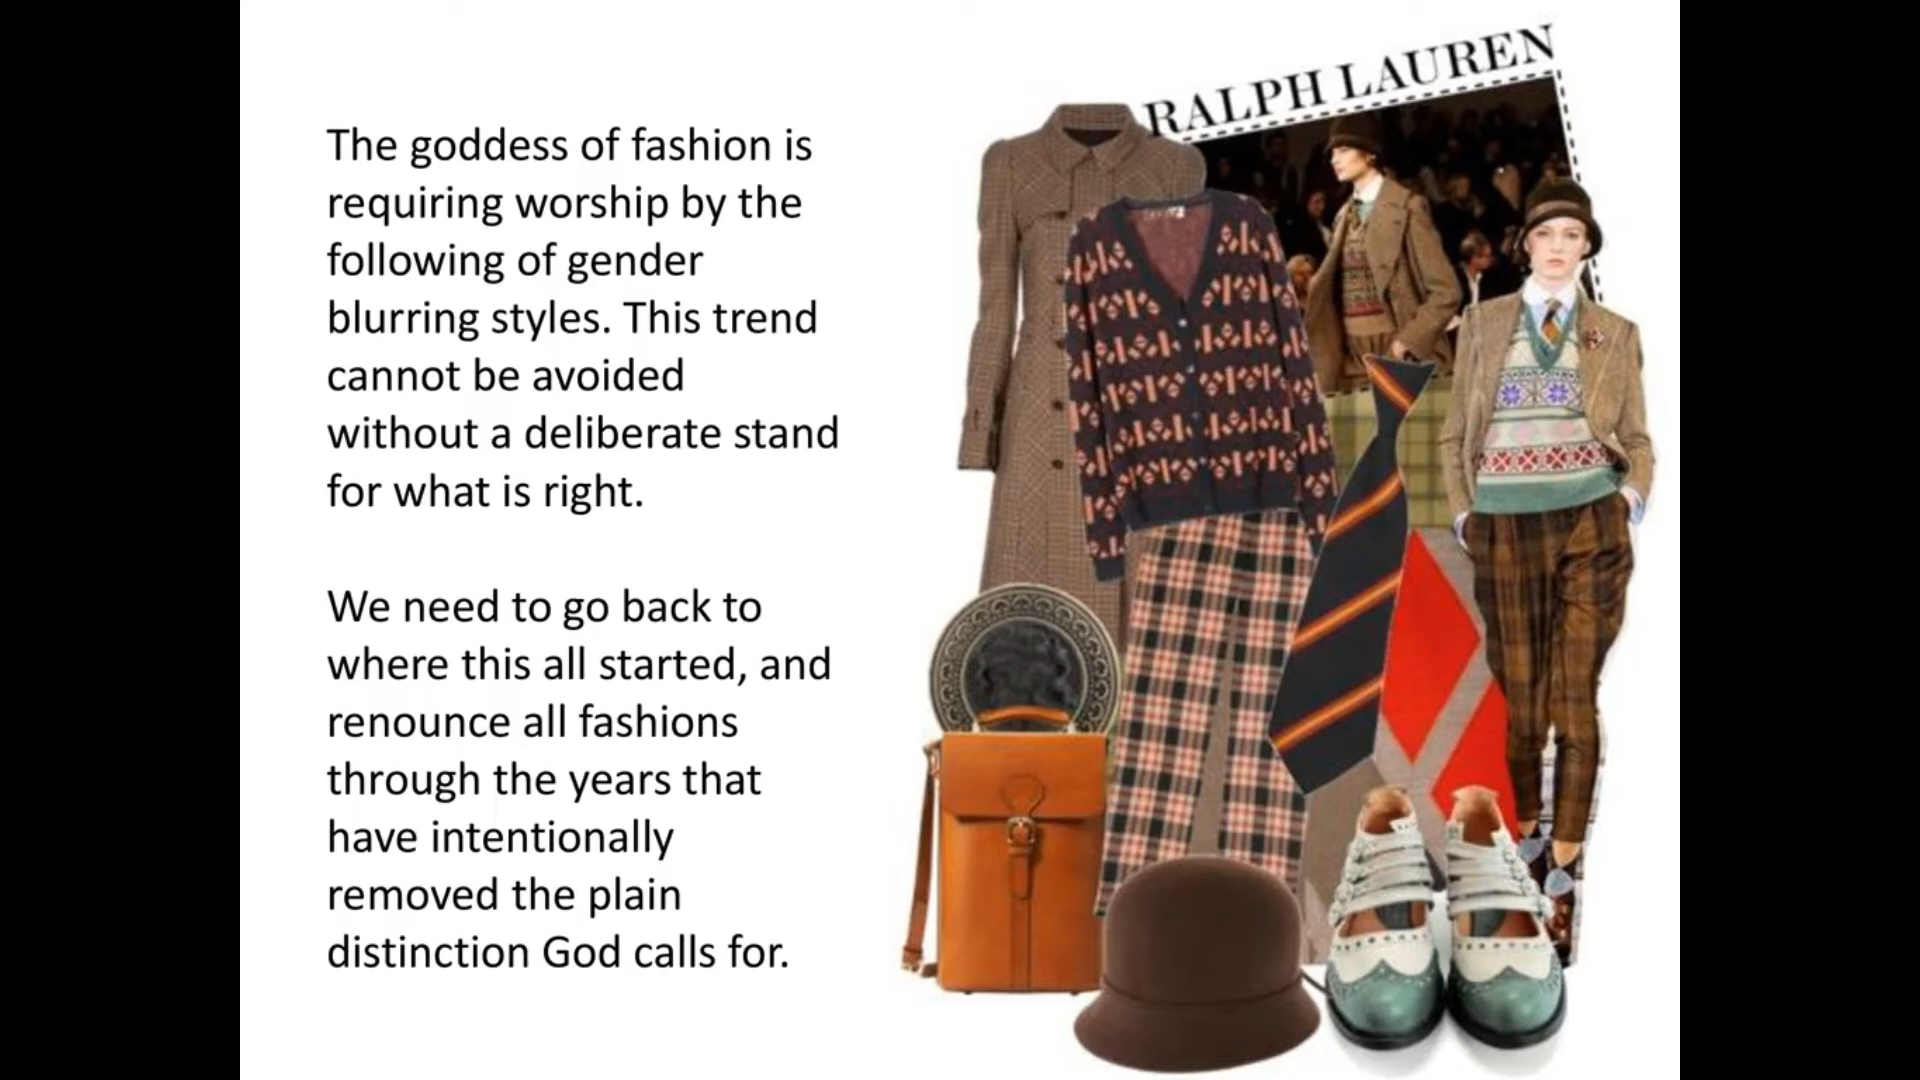 The goddess of fashion is
requiring worship by the
following of gender
blurring styles. This trend
cannot be avoided
without a deliberate stand
for what is right.
We need to go back to
where this all started, and
renounce all fashions
through the years that
have intentionally
removed the plain
distinction God calls for.
RALPH LAUREN